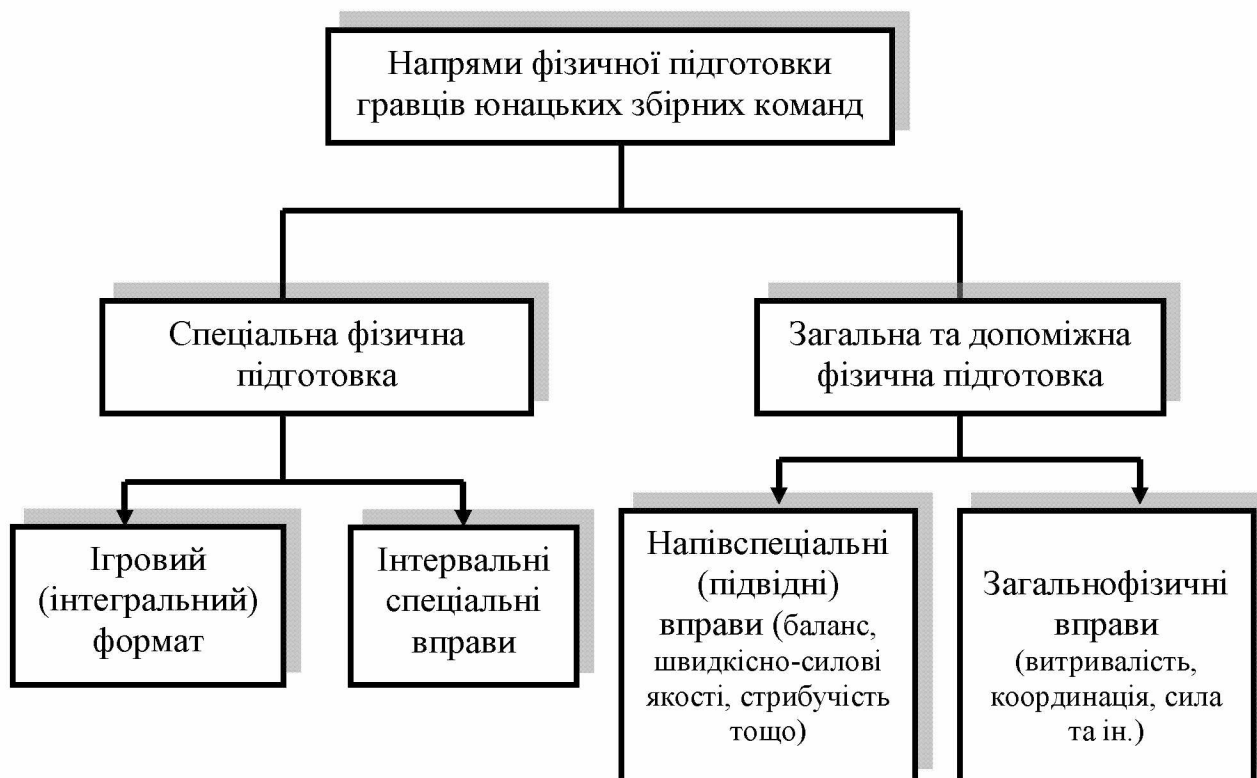 Напрями фізичної підготовки
гравців юнацьких збірних команд
Спеціальна фізична
підготовка
Загальна та допоміжна
фізична підготовка
Ігровий
(інтегральний)
формат
Інтервальні
спеціальні
вправи
Напівспеціальні
(підвідні)
вправи (баланс,
швидкісно-силові
якості, стрибучість
тощо)
Загальнофізичні
вправи
(витривалість,
координація, сила
та ін.)